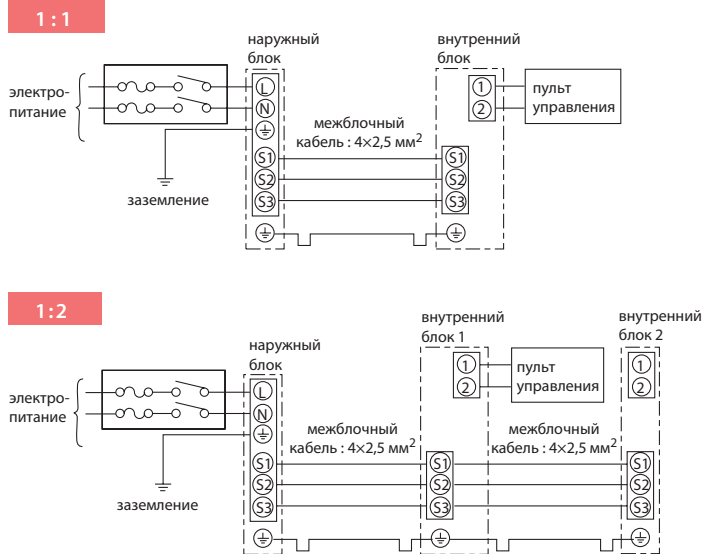 1 : 1
наружный
блок
внутренний
блок
электро-
питание
L
N
1
2
пульт
управления
межблочный
кабель : 4×2,5 мм²
S1
S2
S3
S1
S2
S3
заземление
1 : 2
наружный
блок
внутренний
блок 1
внутренний
блок 2
электро-
питание
L
N
1
2
пульт
управления
1
2
межблочный
кабель : 4×2,5 мм²
межблочный
кабель : 4×2,5 мм²
S1
S2
S3
S1
S2
S3
S1
S2
S3
заземление